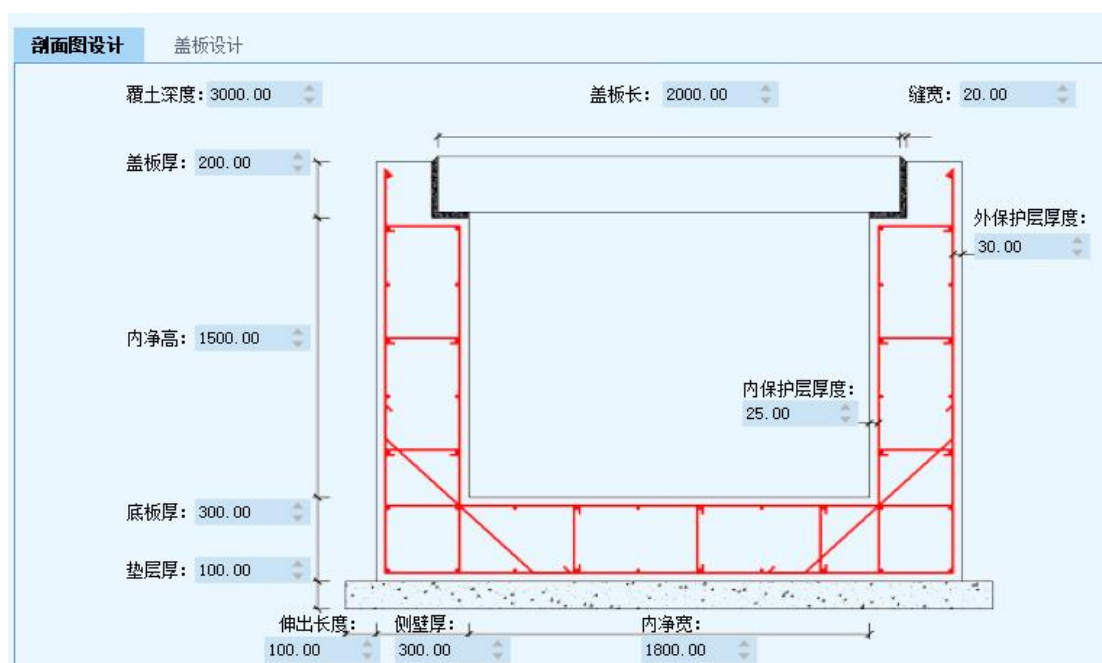 剖面图设计 盖板设计
覆土深度: 3000.00 盖板长: 2000.00 缝宽: 20.00
盖板厚: 200.00
外保护层厚度:
30.00
内净高: 1500.00
内保护层厚度:
25.00
底板厚: 300.00
垫层厚: 100.00
伸出长度: 侧壁厚: 内净宽:
100.00 300.00 1800.00